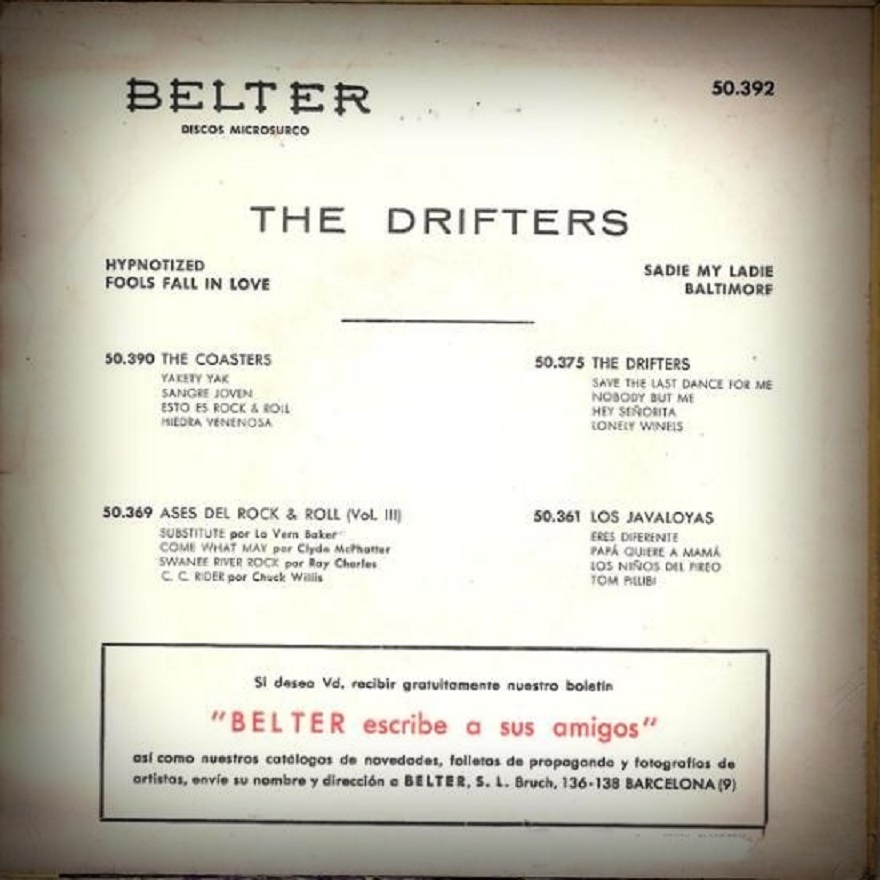 BELTER
50.392
DISCOS MICROSURCO
THE DRIFTERS
HYPNOTIZED
FOOLS FALL IN LOVE
SADIE MY LADIE
BALTIMORE
50.390 THE COASTERS
YAKETY YAK
SANGRE JOVEN
ESTO ES ROCK & ROLL
HIEDRA VENENOSA
50.375 THE DRIFTERS
SAVE THE LAST DANCE FOR ME
NOBODY BUT ME
HEY SEÑORITA
LONELY WINELS
50.369 ASES DEL ROCK & ROLL (Vol. III)
SUBSTITUTE por La Vern Baker
COME WHAT MAY por Clyde McPhatter
SWANEE RIVER ROCK por Ray Charles
C. C. RIDER por Chuck Willis
50.361 LOS JAVALOYAS
ERES DIFERENTE
PAPÁ QUIERE A MAMÁ
LOS NIÑOS DEL PIREO
TOM PILLIBI
Si desea Vd. recibir gratuitamente nuestro boletín
"BELTER escribe a sus amigos"
así como nuestros catálogos de novedades, folletos de propaganda y fotografías de
artistas, envíe su nombre y dirección a BELTER, S. L. Bruch, 136-138 BARCELONA (9)